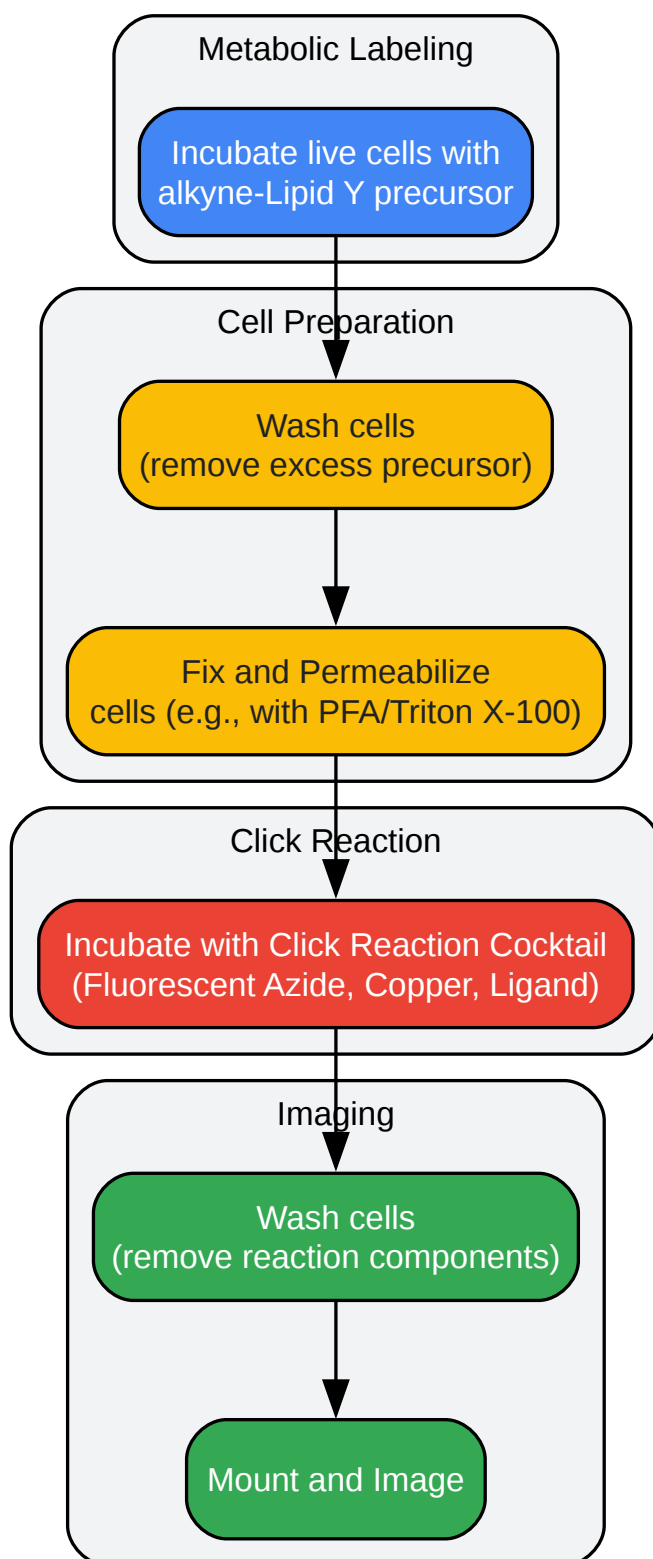 Metabolic Labeling
Incubate live cells with
alkyne-Lipid Y precursor
Cell Preparation
Wash cells
(remove excess precursor)
Fix and Permeabilize
cells (e.g., with PFA/Triton X-100)
Click Reaction
Incubate with Click Reaction Cocktail
(Fluorescent Azide, Copper, Ligand)
Imaging
Wash cells
(remove reaction components)
Mount and Image